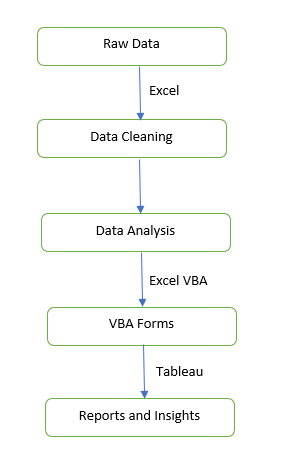 Raw Data
Excel
Data Cleaning
Data Analysis
Excel VBA
VBA Forms
Tableau
Reports and Insights